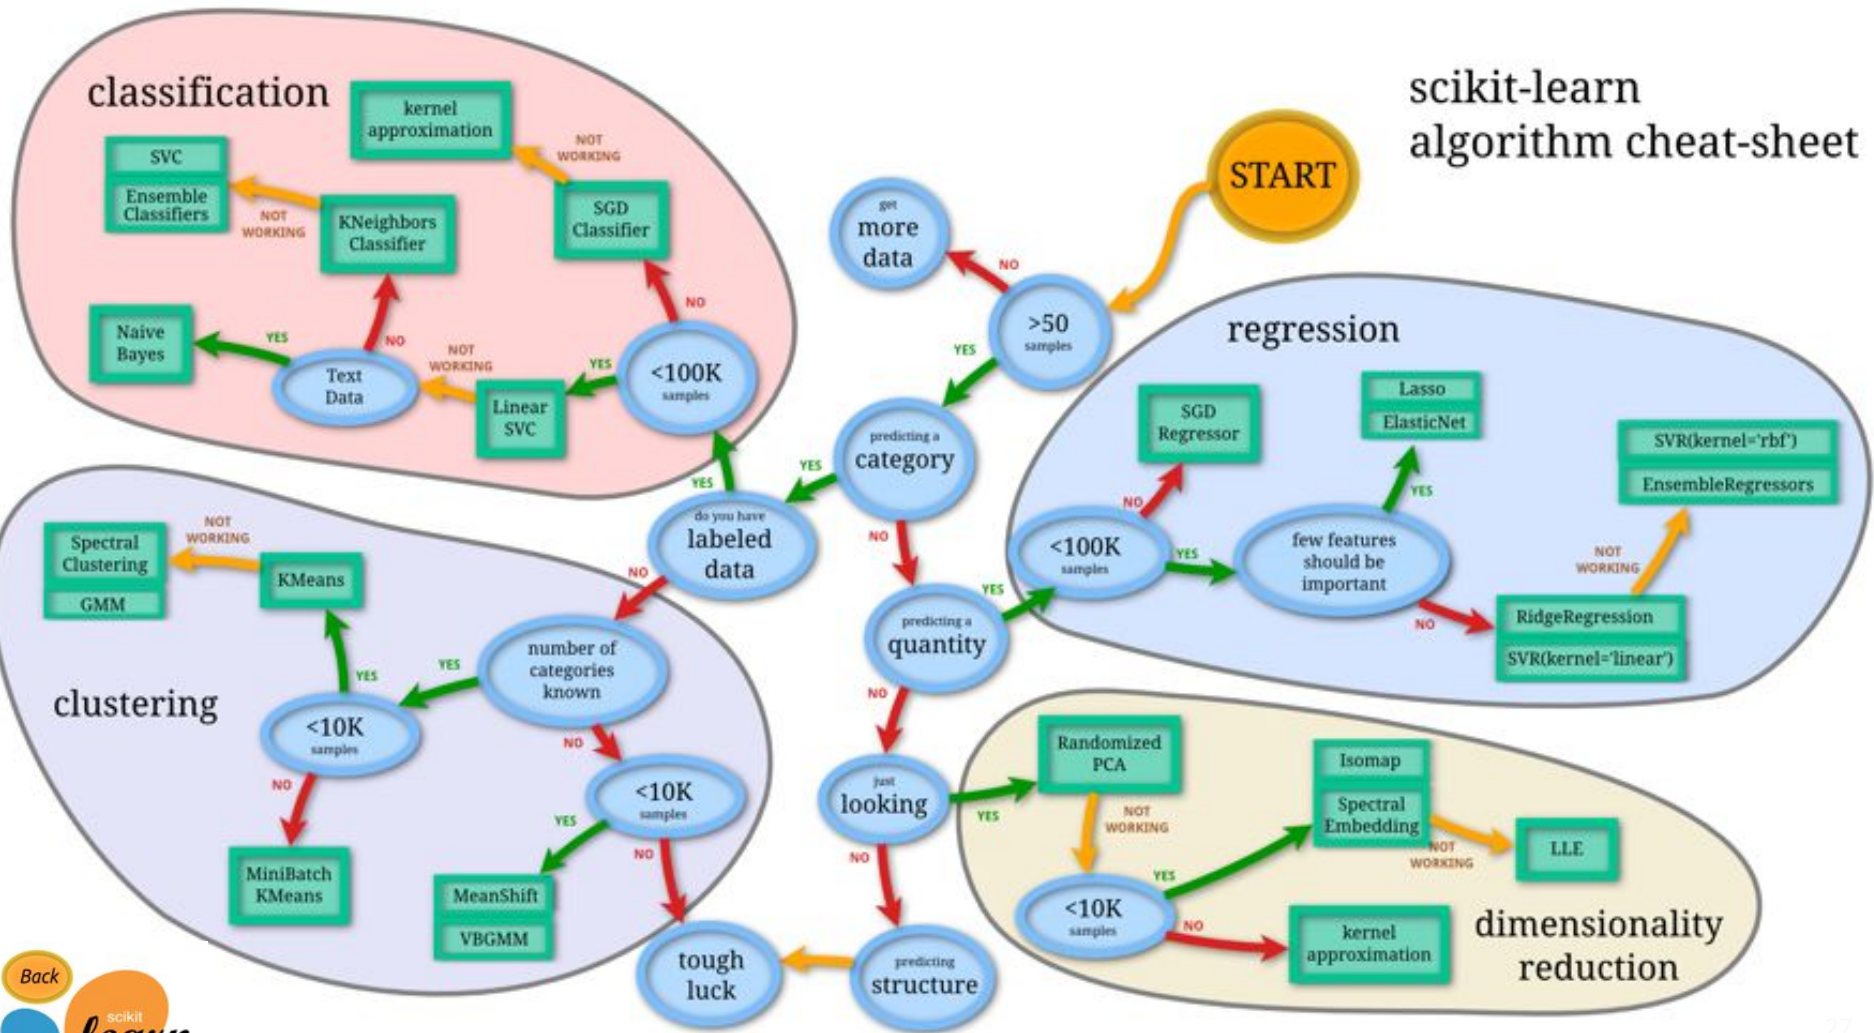 scikit-learn
algorithm cheat-sheet
START
classification
kernel
approximation
NOT
WORKING
SVC
Ensemble
Classifiers
NOT
WORKING
KNeighbors
Classifier
SGD
Classifier
NO
Naive
Bayes
YES
Text
Data
NO
NOT
WORKING
Linear
SVC
YES
<100K
samples
get
more
data
NO
>50
samples
YES
predicting a
category
YES
NO
YES
do you have
labeled
data
NO
predicting a
quantity
YES
NO
just
looking
YES
NO
predicting
structure
tough
luck
regression
SGD
Regressor
NO
<100K
samples
YES
few features
should be
important
YES
Lasso
ElasticNet
NO
RidgeRegression
SVR(kernel='linear')
NOT
WORKING
SVR(kernel='rbf')
EnsembleRegressors
clustering
Spectral
Clustering
GMM
NOT
WORKING
KMeans
YES
<10K
samples
NO
MiniBatch
KMeans
YES
number of
categories
known
NO
<10K
samples
YES
NO
MeanShift
VBGMM
dimensionality
reduction
Randomized
PCA
NOT
WORKING
<10K
samples
YES
Isomap
Spectral
Embedding
NOT
WORKING
LLE
NO
kernel
approximation
Back
scikit
learn